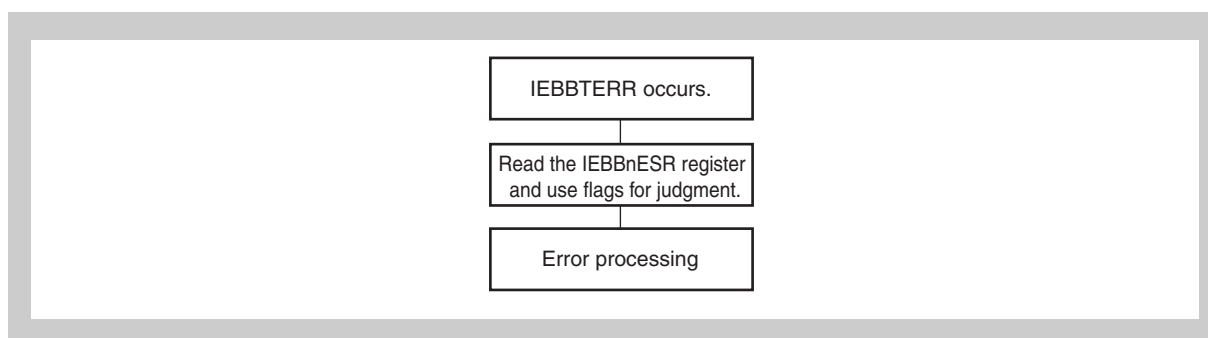 IEBBTERR occurs.
Read the IEBBnESR register
and use flags for judgment.
Error processing